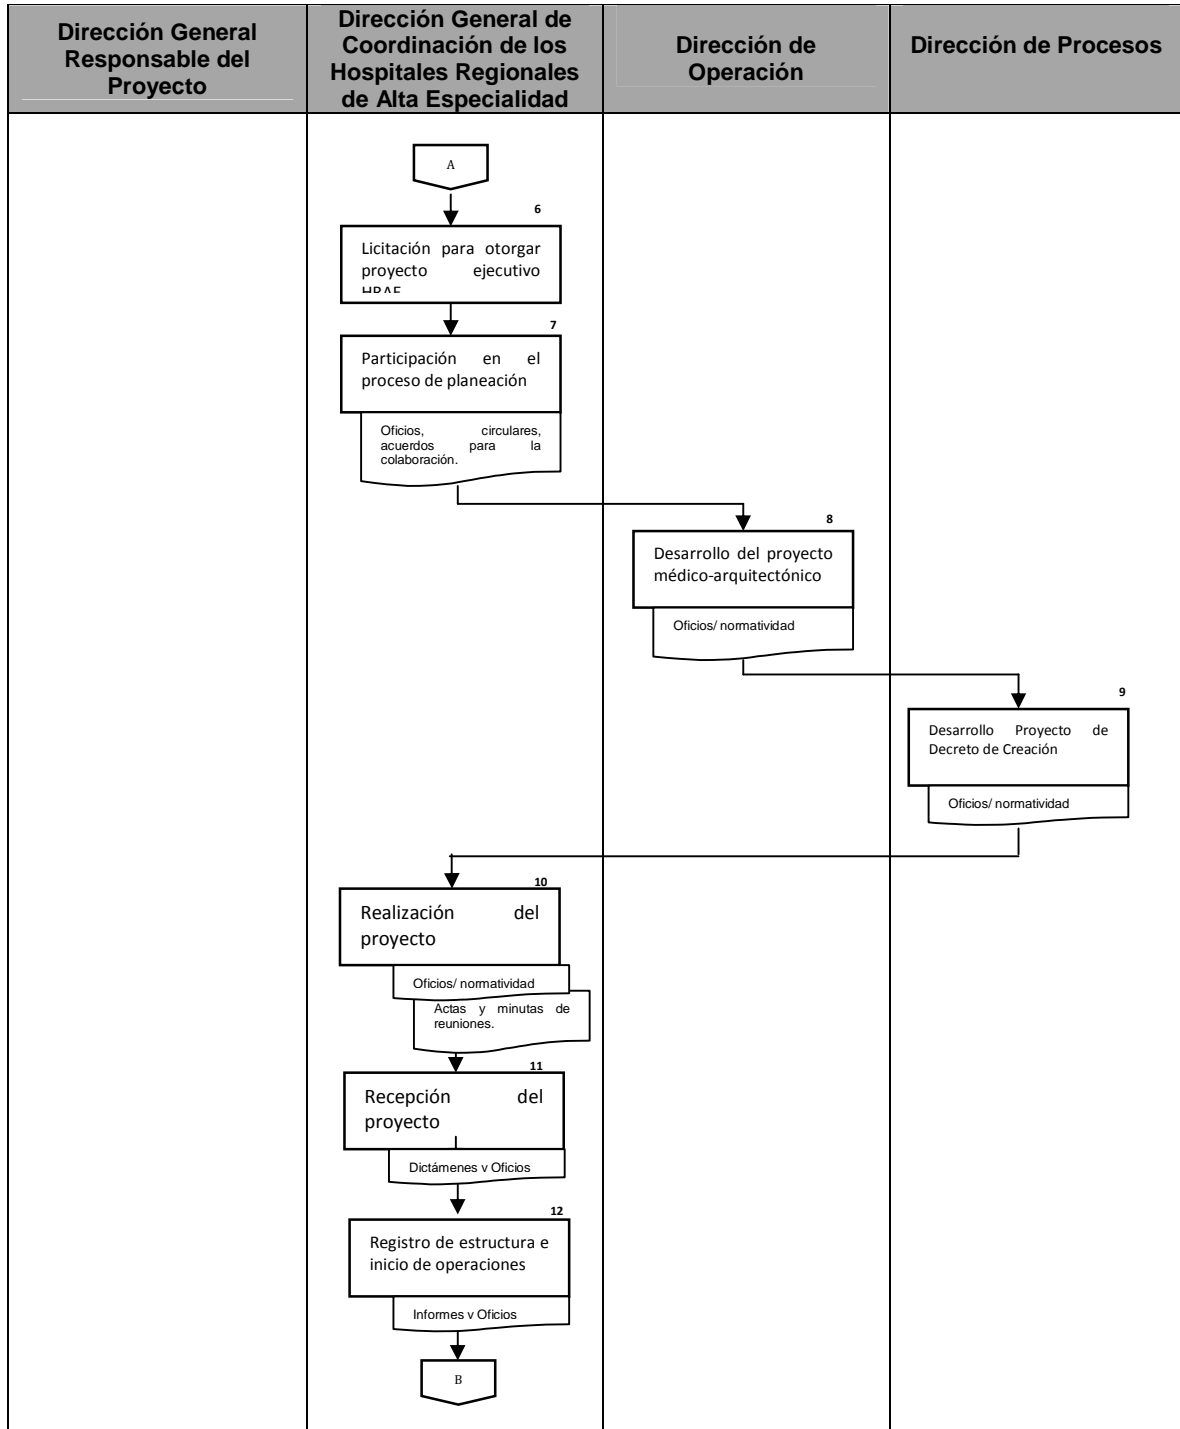 Dirección General
Responsable del
Proyecto
Dirección General de
Coordinación de los
Hospitales Regionales
de Alta Especialidad
Dirección de
Operación
Dirección de Procesos
A
6
Licitación para otorgar
proyecto ejecutivo
7
Participación en el
proceso de planeación
Oficios, circulares,
acuerdos para la
colaboración.
8
Desarrollo del proyecto
médico-arquitectónico
Oficios/ normatividad
9
Desarrollo Proyecto de
Decreto de Creación
Oficios/ normatividad
10
Realización del
proyecto
Oficios/ normatividad
Actas y minutas de
reuniones.
11
Recepción del
proyecto
Dictámenes y Oficios
12
Registro de estructura e
inicio de operaciones
Informes y Oficios
B